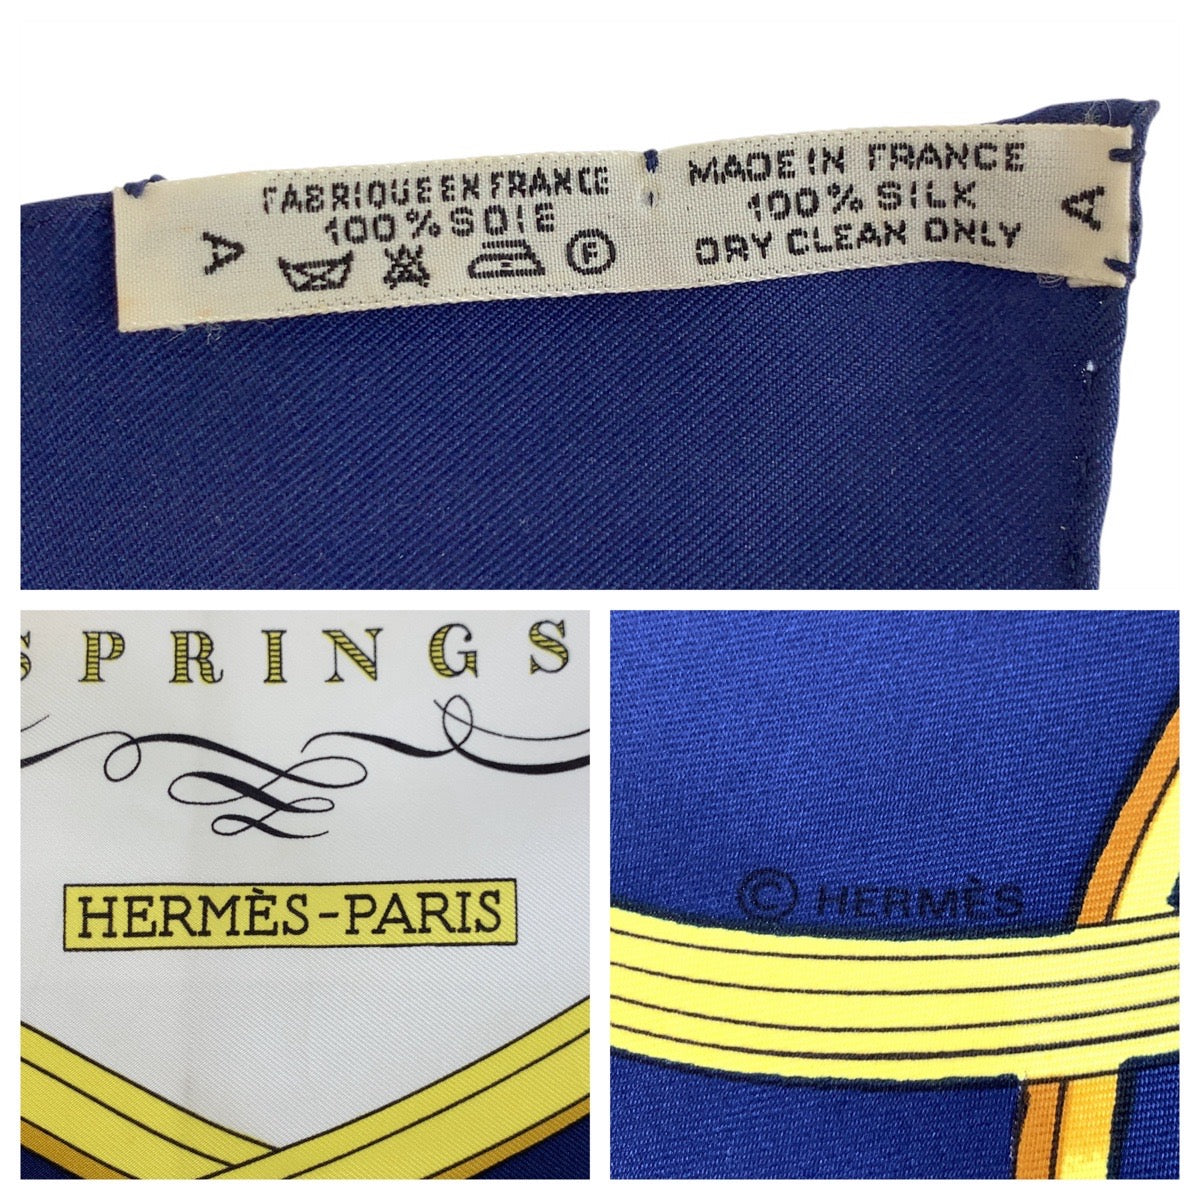 A
FABRIQUE EN FRANCE
100% SOIE
F
MADE IN FRANCE
100% SILK
DRY CLEAN ONLY
A
SPRINGS
HERMÈS-PARIS
© HERMÈS